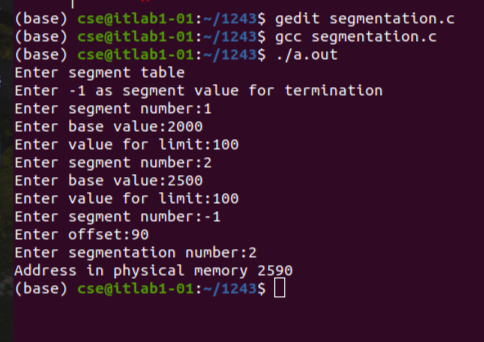 (base) cse@itlab1-01:~/1243$ gedit segmentation.c
(base) cse@itlab1-01:~/1243$ gcc segmentation.c
(base) cse@itlab1-01:~/1243$ ./a.out
Enter segment table
Enter -1 as segment value for termination
Enter segment number:1
Enter base value:2000
Enter value for limit:100
Enter segment number:2
Enter base value:2500
Enter value for limit:100
Enter segment number:-1
Enter offset:90
Enter segmentation number:2
Address in physical memory 2590
(base) cse@itlab1-01:~/1243$